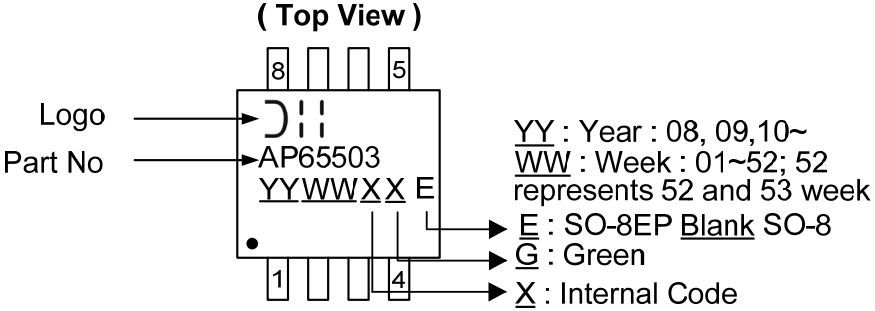 ( Top View )
8 5
Logo
Part No
AP65503
YYWWXX E
1 4
YY : Year : 08, 09,10~
WW : Week : 01~52; 52
represents 52 and 53 week
E : SO-8EP Blank SO-8
G : Green
X : Internal Code